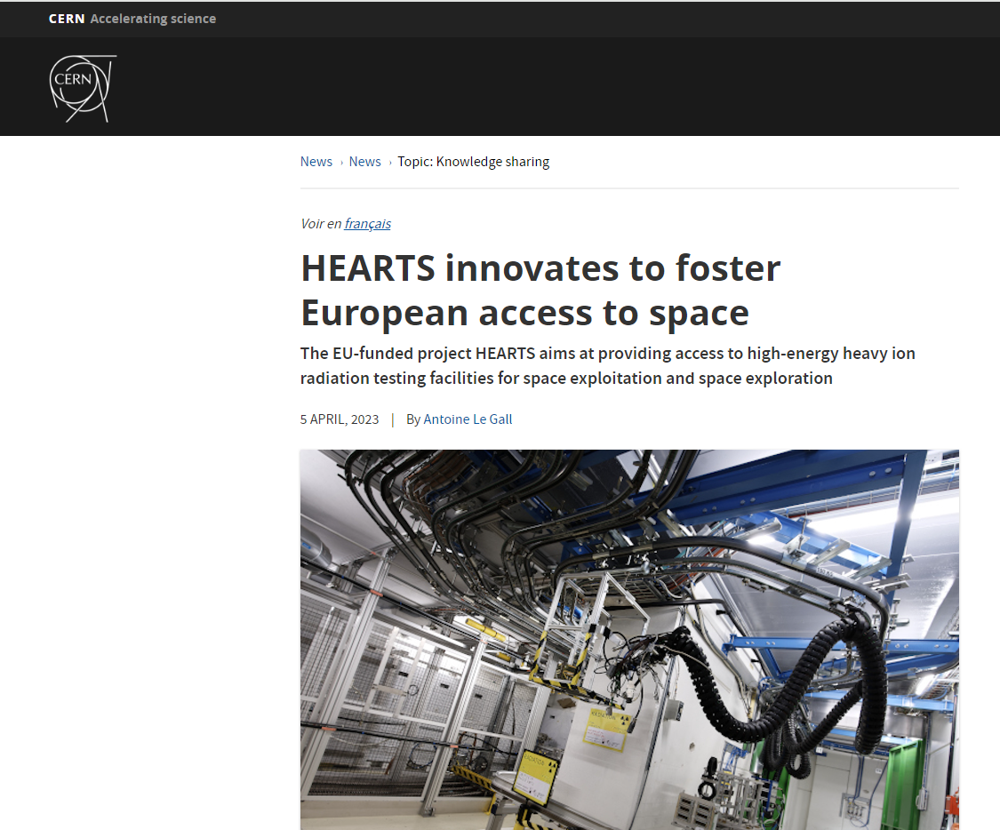 CERN Accelerating science
CERN
News › News › Topic: Knowledge sharing
Voir en français
HEARTS innovates to foster
European access to space
The EU-funded project HEARTS aims at providing access to high-energy heavy ion
radiation testing facilities for space exploitation and space exploration
5 APRIL, 2023 | By Antoine Le Gall
RADIATION
RADIATION